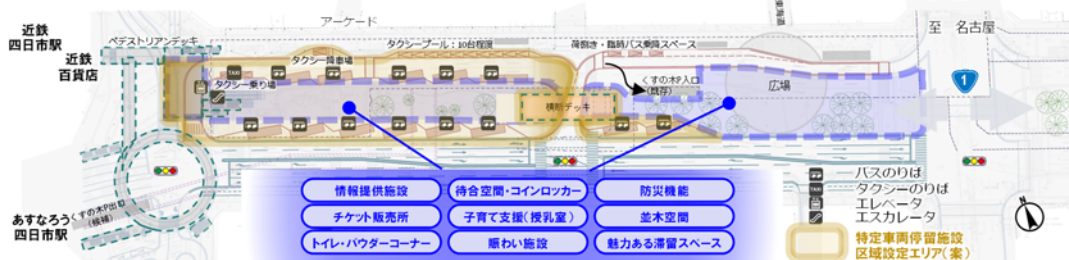 近鉄
四日市駅
近鉄
百貨店
ペデストリアンデッキ
アーケード
タクシープール:10台程度
タクシー降車場
TAXI
タクシー乗り場
荷捌き・臨時バス乗降スペース
くすの木P入口
(既存)
横断デッキ
広場
東海道
至 名古屋
1
くすの木P出口
(候補)
あすなろう
四日市駅
情報提供施設
待合空間・コインロッカー
防災機能
チケット販売所
子育て支援(授乳室)
並木空間
トイレ・パウダーコーナー
賑わい施設
魅力ある滞留スペース
バスのりば
TAXI
タクシーのりば
エレベータ
エスカレータ
特定車両停留施設
区域設定エリア(案)
N